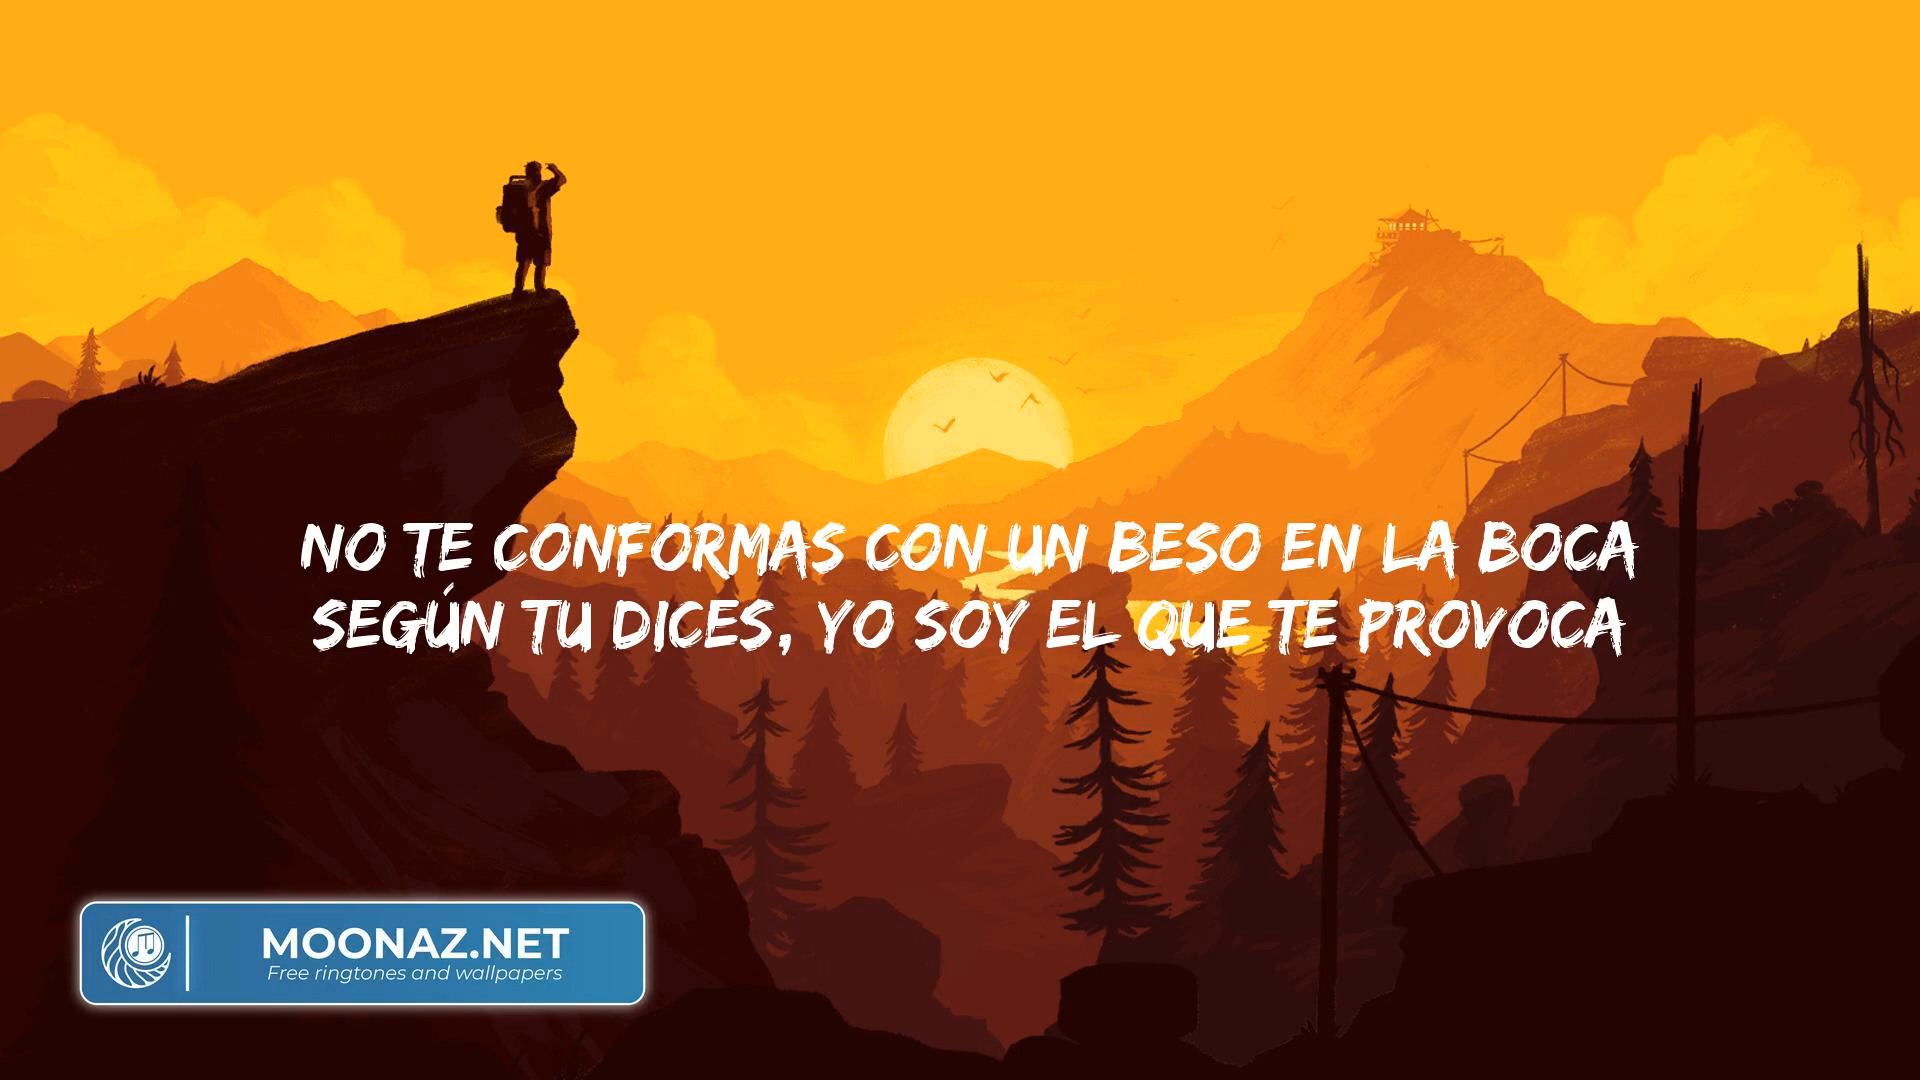 NO TE CONFORMAS CON UN BESO EN LA BOCA
SEGÚN TU DICES, YO SOY EL QUE TE PROVOCA
MOONAZ.NET
Free ringtones and wallpapers